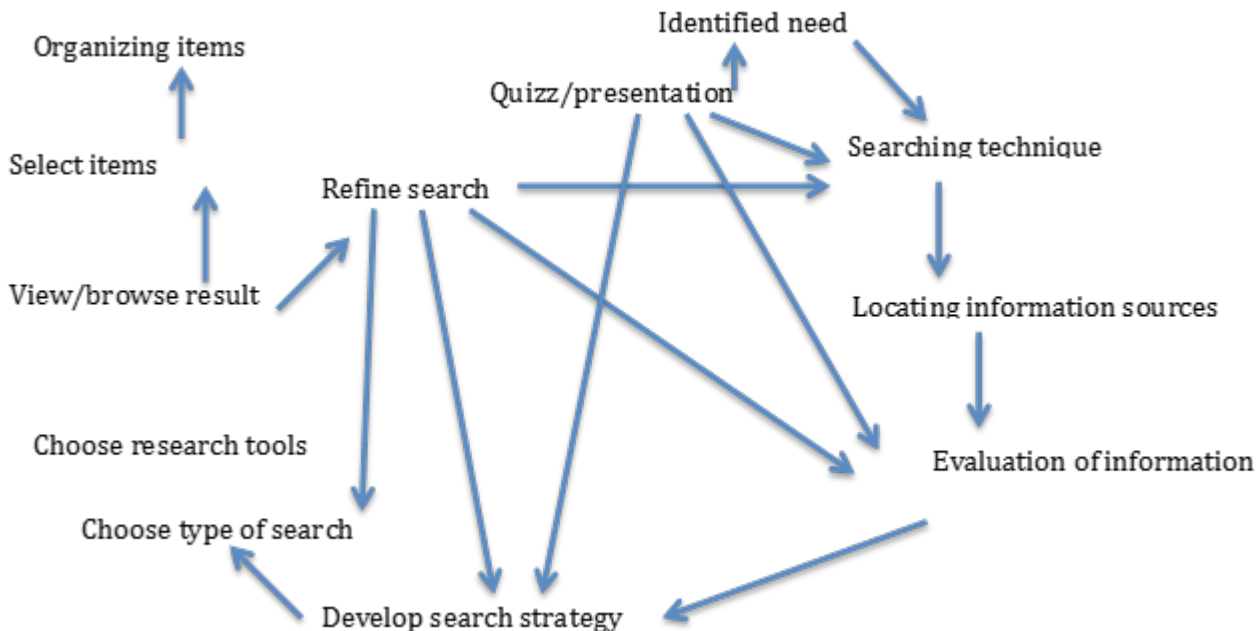 Identified need
Organizing items
Quizz/presentation
Searching technique
Select items
Refine search
View/browse result
Locating information sources
Choose research tools
Evaluation of information
Choose type of search
Develop search strategy